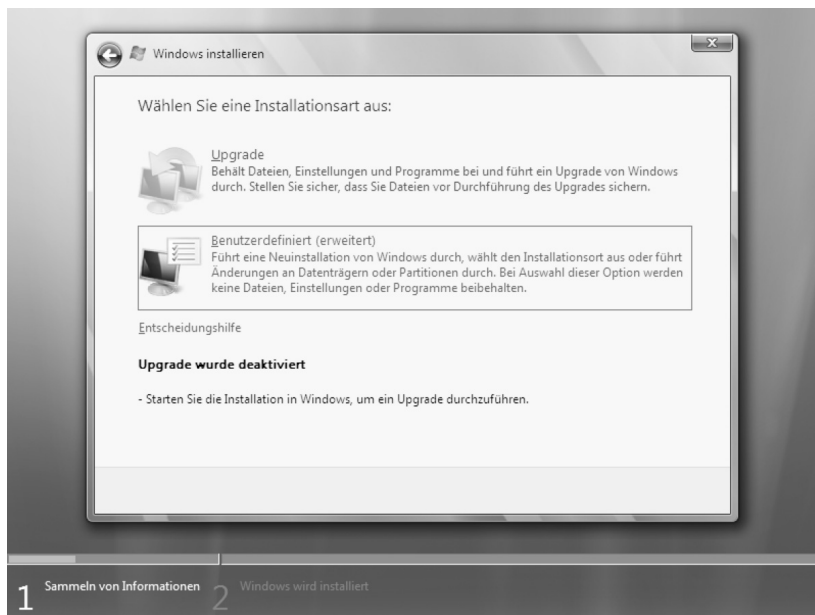 Windows installieren
Wählen Sie eine Installationsart aus:
Upgrade
Behält Dateien, Einstellungen und Programme bei und führt ein Upgrade von Windows
durch. Stellen Sie sicher, dass Sie Dateien vor Durchführung des Upgrades sichern.
Benutzerdefiniert (erweitert)
Führt eine Neuinstallation von Windows durch, wählt den Installationsort aus oder führt
Änderungen an Datenträgern oder Partitionen durch. Bei Auswahl dieser Option werden
keine Dateien, Einstellungen oder Programme beibehalten.
Entscheidungshilfe
Upgrade wurde deaktiviert
- Starten Sie die Installation in Windows, um ein Upgrade durchzuführen.
1 Sammeln von Informationen
2 Windows wird installiert